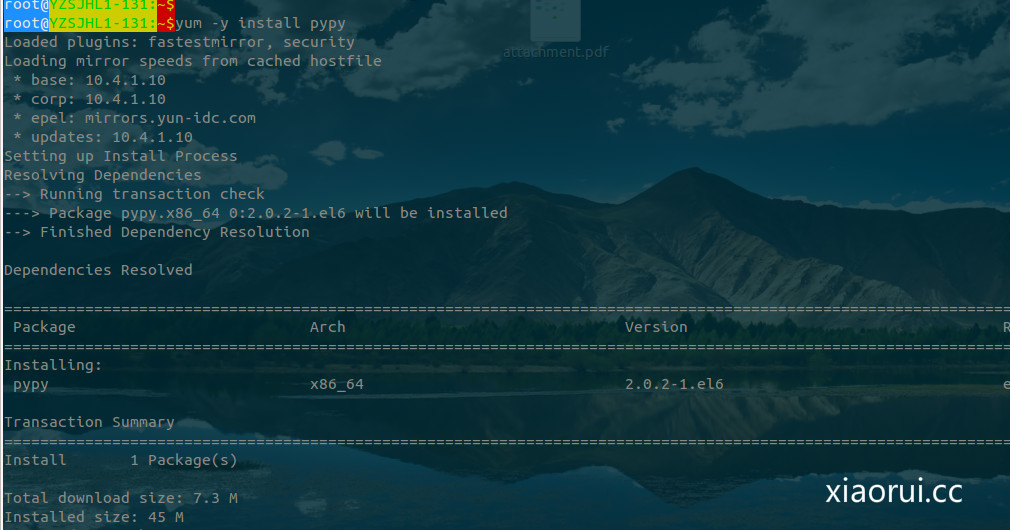 root@YZSJHL1-131:~$
root@YZSJHL1-131:~$yum -y install pypy
Loaded plugins: fastestmirror, security
Loading mirror speeds from cached hostfile
 * base: 10.4.1.10
 * corp: 10.4.1.10
 * epel: mirrors.yun-idc.com
 * updates: 10.4.1.10
Setting up Install Process
Resolving Dependencies
--> Running transaction check
---> Package pypy.x86_64 0:2.0.2-1.el6 will be installed
--> Finished Dependency Resolution
Dependencies Resolved
Package Arch Version R
Installing:
pypy x86_64 2.0.2-1.el6 e
Transaction Summary
Install 1 Package(s)
Total download size: 7.3 M
Installed size: 45 M
attachment.pdf
xiaorui.cc